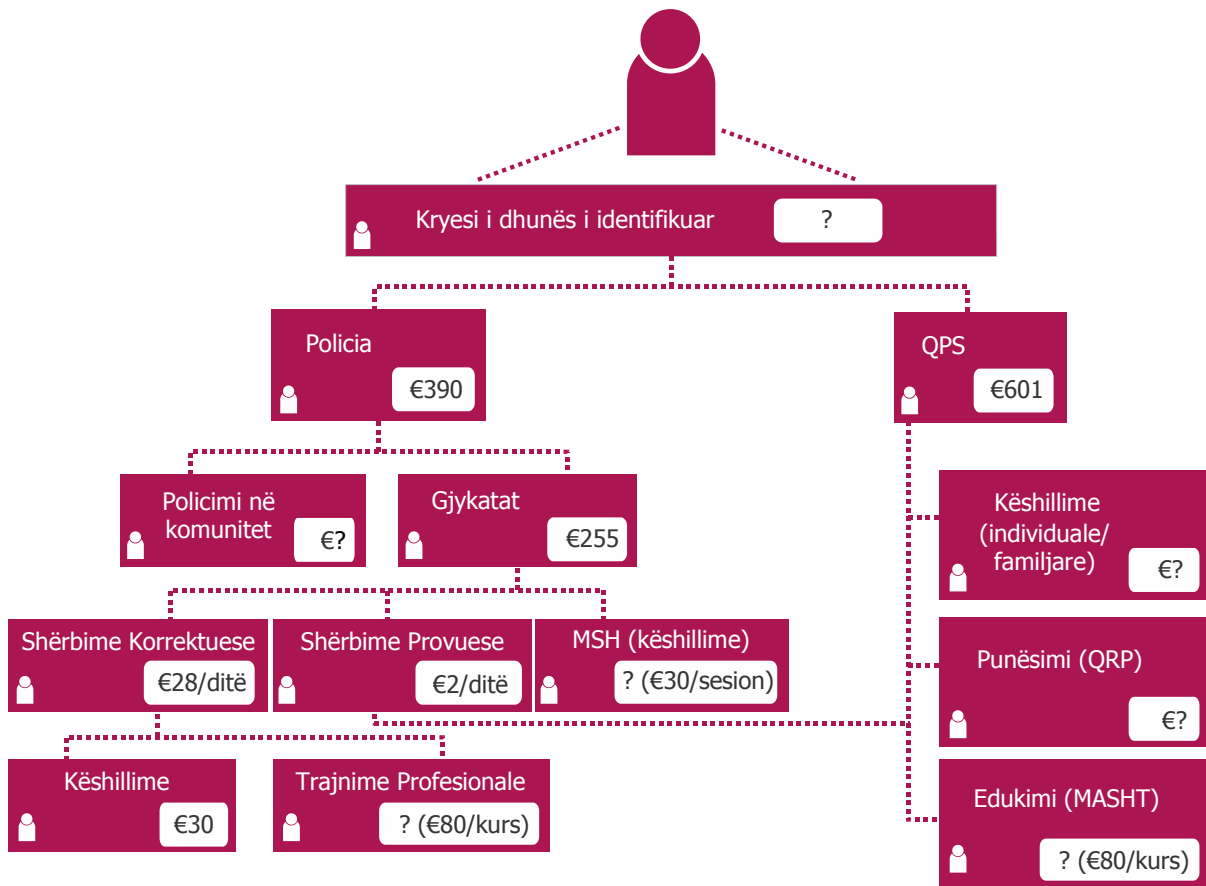 Kryesi i dhunës i identifikuar
?
Policia
€390
QPS
€601
Policimi në
komunitet
€?
Gjykatat
€255
Këshillime
(individuale/
familjare)
€?
Shërbime Korrektuese
€28/ditë
Shërbime Provuese
€2/ditë
MSH (këshillime)
? (€30/sesion)
Punësimi (QRP)
€?
Këshillime
€30
Trajnime Profesionale
? (€80/kurs)
Edukimi (MASHT)
? (€80/kurs)